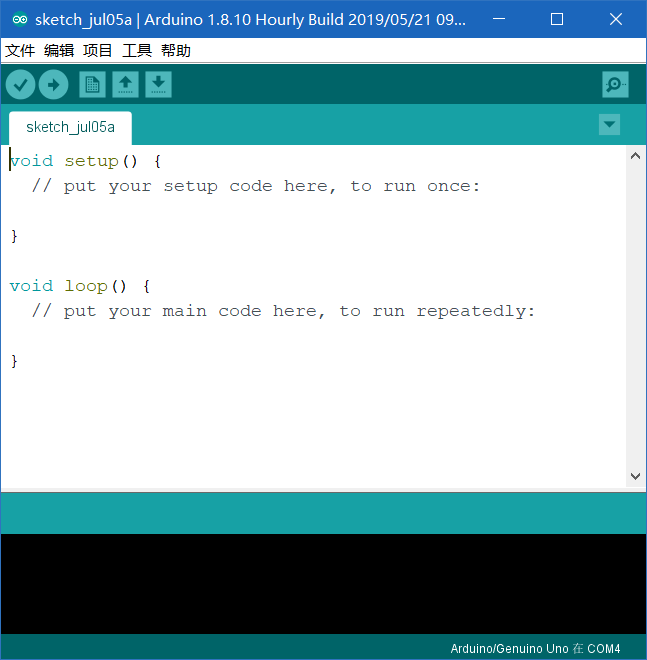 sketch_jul05a | Arduino 1.8.10 Hourly Build 2019/05/21 09...
文件 编辑 项目 工具 帮助
sketch_jul05a
void setup() {
  // put your setup code here, to run once:
}
void loop() {
  // put your main code here, to run repeatedly:
}
Arduino/Genuino Uno 在 COM4